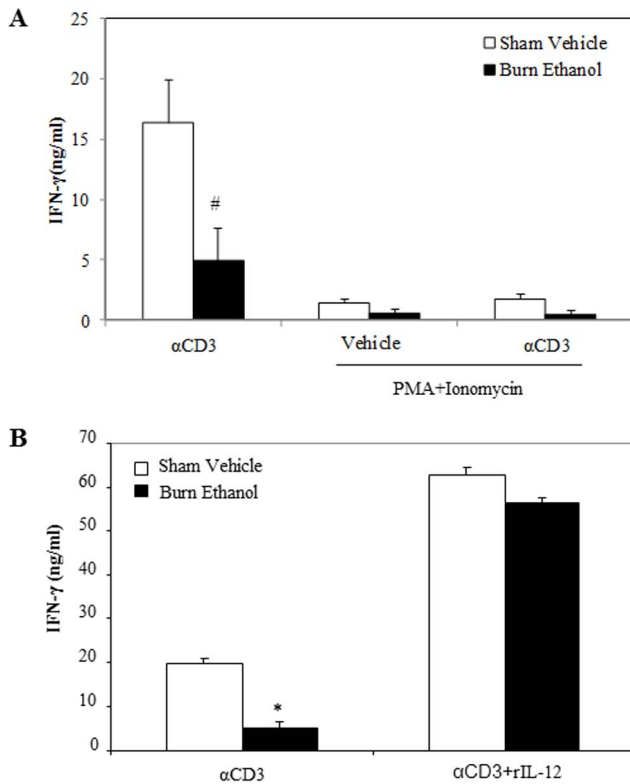 A
25
20
15
10
5
0
IFN-γ(ng/ml)
Sham Vehicle
Burn Ethanol
#
αCD3
Vehicle
αCD3
PMA+Ionomycin
B
70
60
50
40
30
20
10
0
IFN-γ (ng/ml)
Sham Vehicle
Burn Ethanol
*
αCD3
αCD3+rIL-12